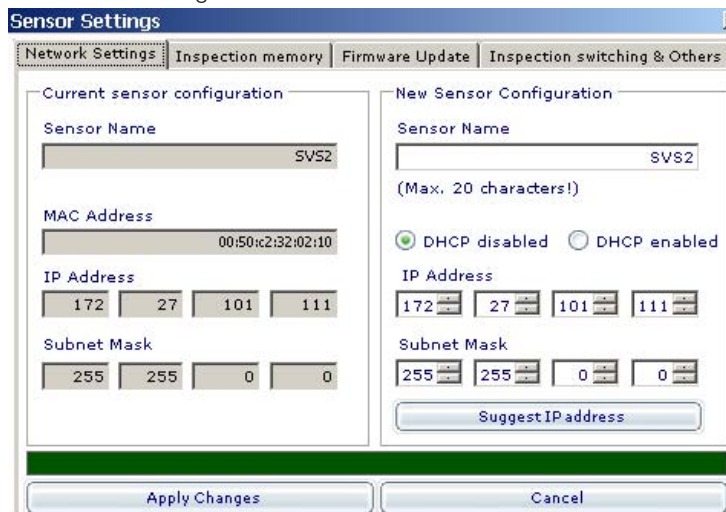 Sensor Settings
Network Settings Inspection memory Firmware Update Inspection switching & Others
Current sensor configuration
Sensor Name
SVS2
MAC Address
00:50:c2:32:02:10
IP Address
172 27 101 111
Subnet Mask
255 255 0 0
New Sensor Configuration
Sensor Name
SVS2
(Max. 20 characters!)
DHCP disabled DHCP enabled
IP Address
172 27 101 111
Subnet Mask
255 255 0 0
Suggest IP address
Apply Changes Cancel